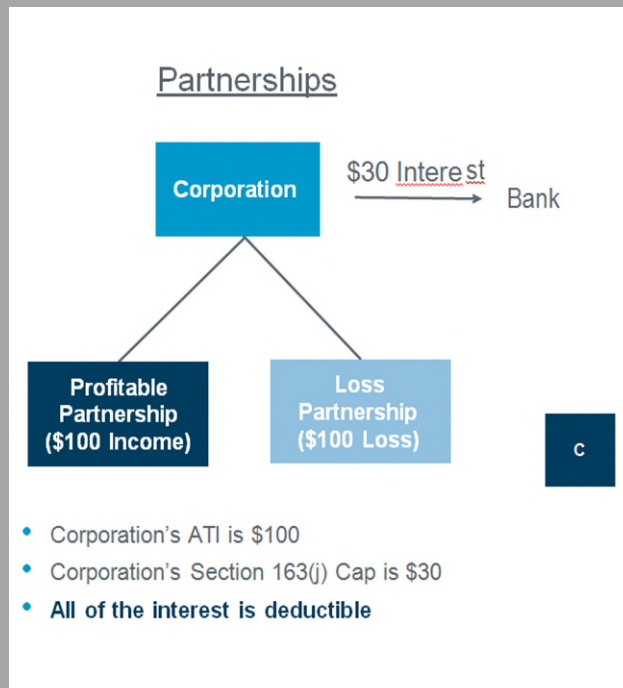 Partnerships
Corporation
$30 Interest
Bank
Profitable
Partnership
($100 Income)
Loss
Partnership
($100 Loss)
C
• Corporation's ATI is $100
• Corporation's Section 163(j) Cap is $30
• All of the interest is deductible